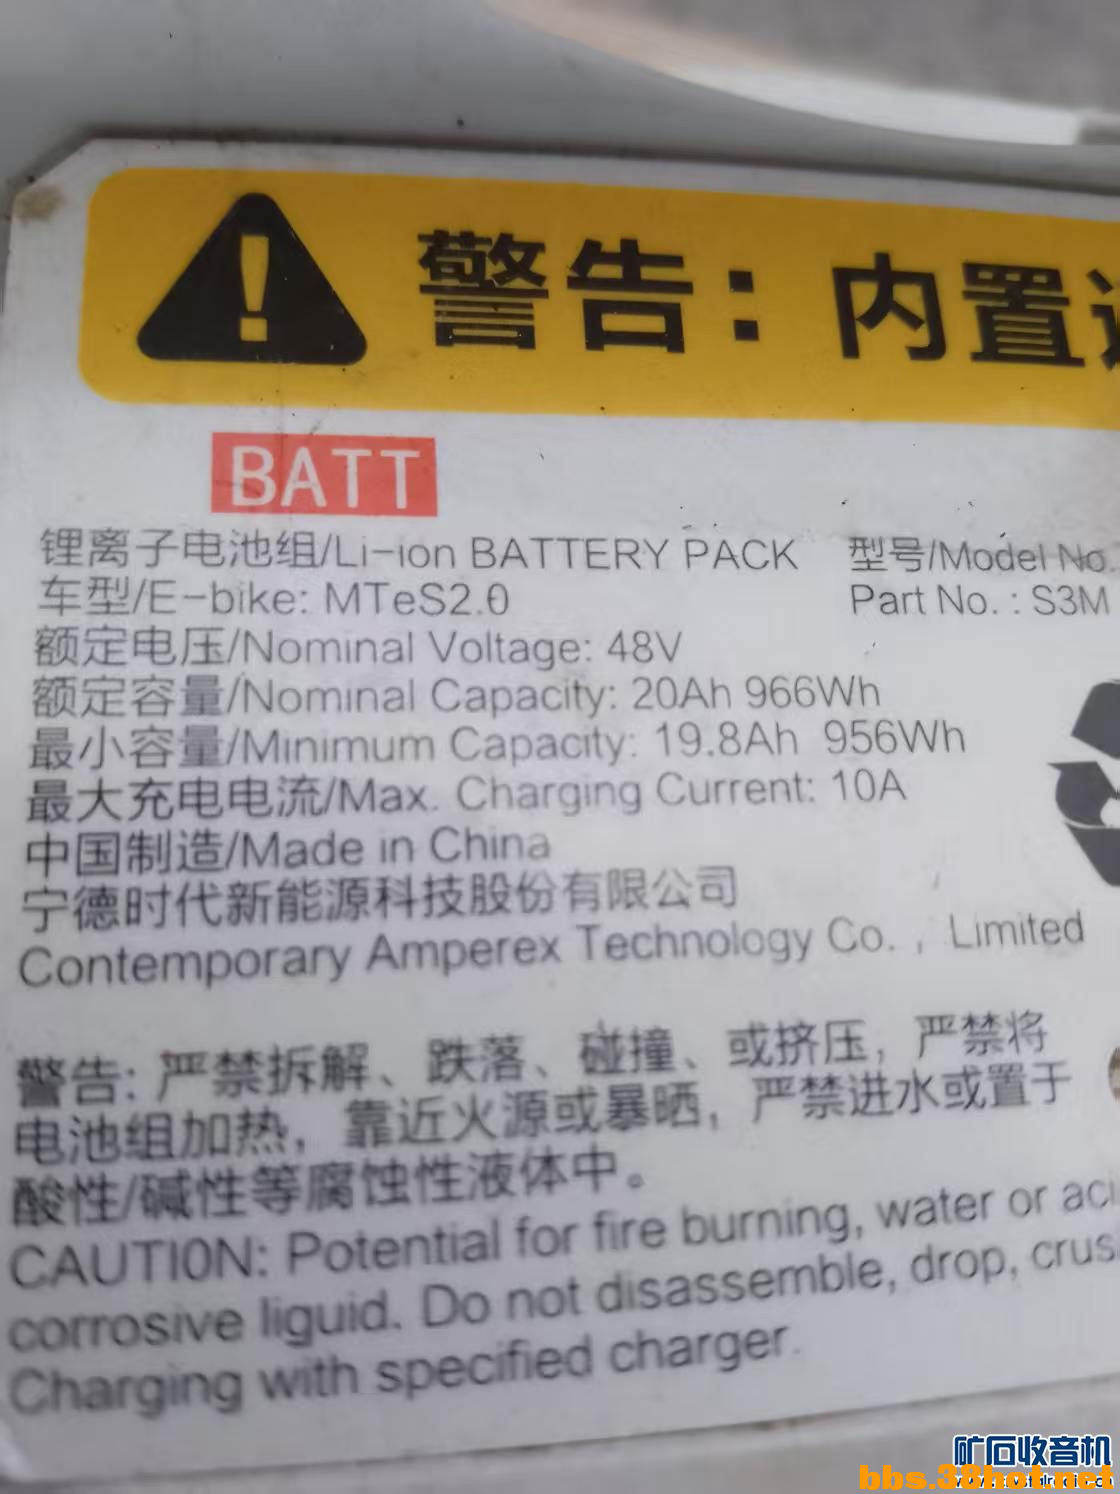 警告：内置
BATT
锂离子电池组/Li-ion BATTERY PACK 型号/Model No.
车型/E-bike: MTeS2.0 Part No. : S3M
额定电压/Nominal Voltage: 48V
额定容量/Nominal Capacity: 20Ah 966Wh
最小容量/Minimum Capacity: 19.8Ah 956Wh
最大充电电流/Max. Charging Current: 10A
中国制造/Made in China
宁德时代新能源科技股份有限公司
Contemporary Amperex Technology Co. , Limited
警告: 严禁拆解、跌落、碰撞、或挤压，严禁将
电池组加热，靠近火源或暴晒，严禁进水或置于
酸性/碱性等腐蚀性液体中。
CAUTION: Potential for fire burning, water or
corrosive liguid. Do not disassemble, drop,
Charging with specified charger.
矿石收音机
bbs.38hot.net